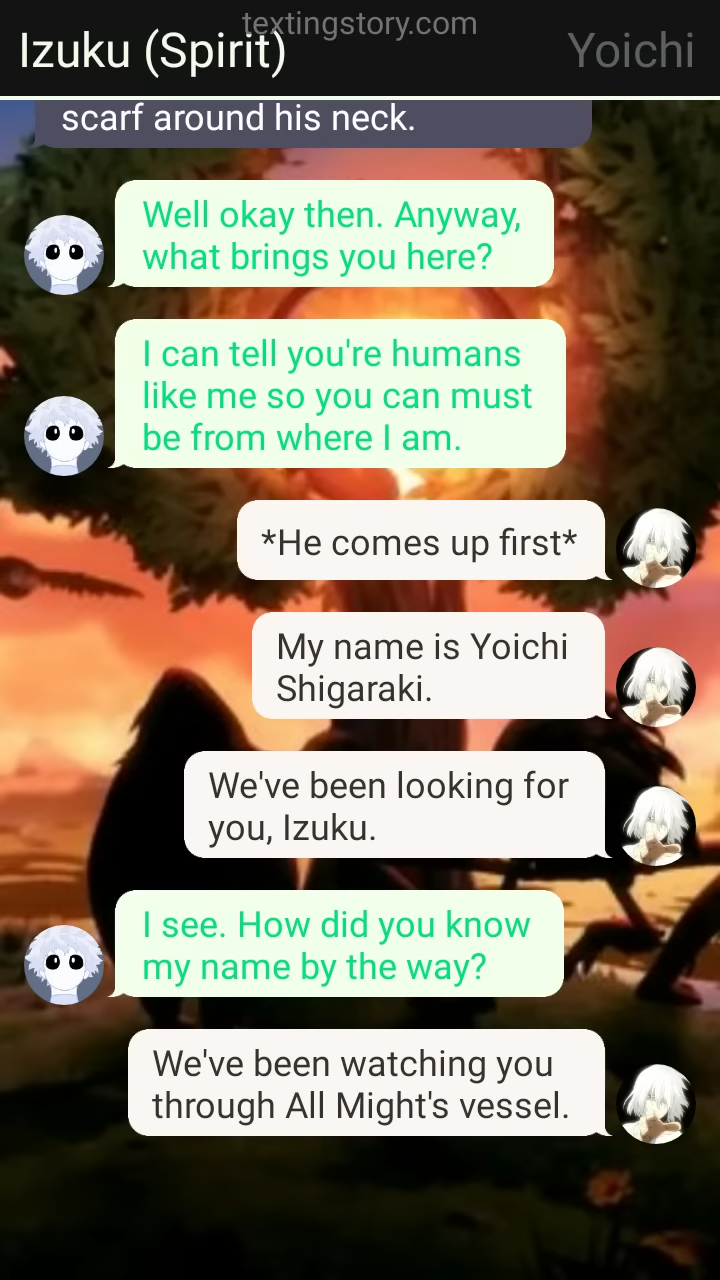 textingstory.com
Izuku (Spirit)
Yoichi
scarf around his neck.
Well okay then. Anyway,
what brings you here?
I can tell you're humans
like me so you can must
be from where I am.
*He comes up first*
My name is Yoichi
Shigaraki.
We've been looking for
you, Izuku.
I see. How did you know
my name by the way?
We've been watching you
through All Might's vessel.